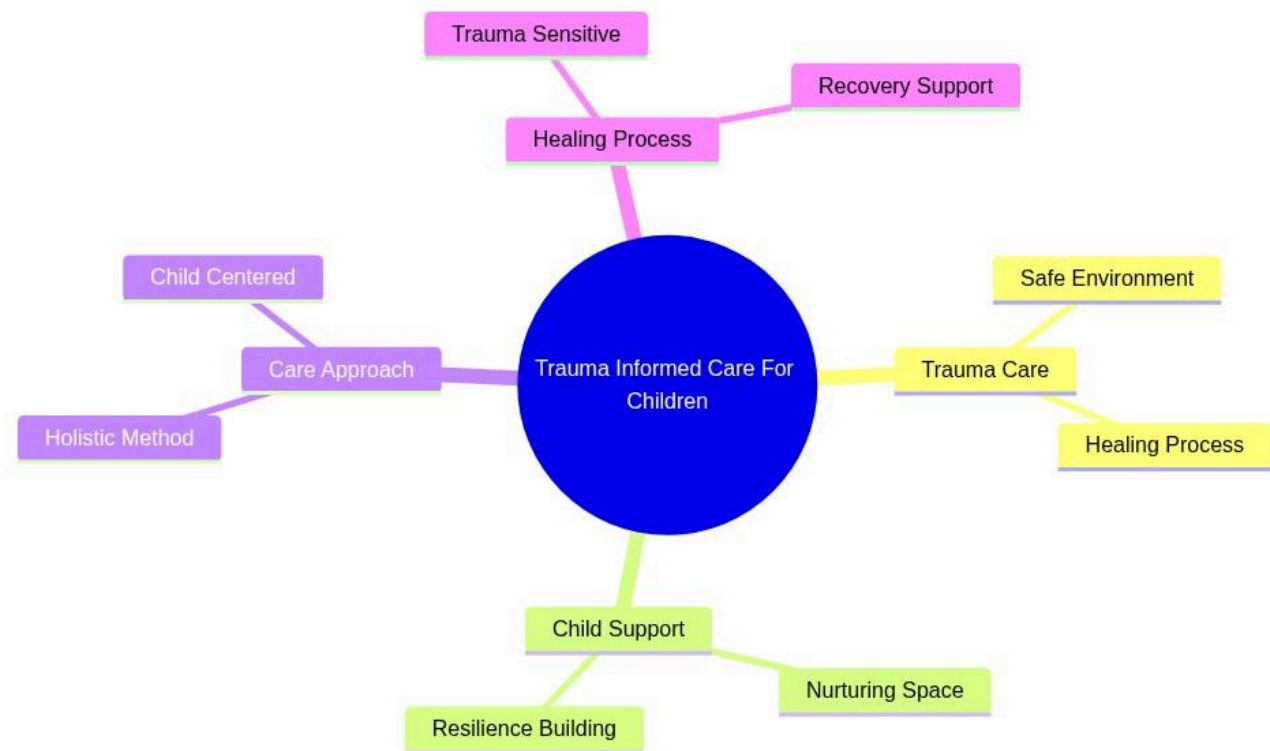 Trauma Sensitive
Recovery Support
Healing Process
Child Centered
Safe Environment
Care Approach
Trauma Informed Care For
Children
Trauma Care
Holistic Method
Healing Process
Child Support
Nurturing Space
Resilience Building